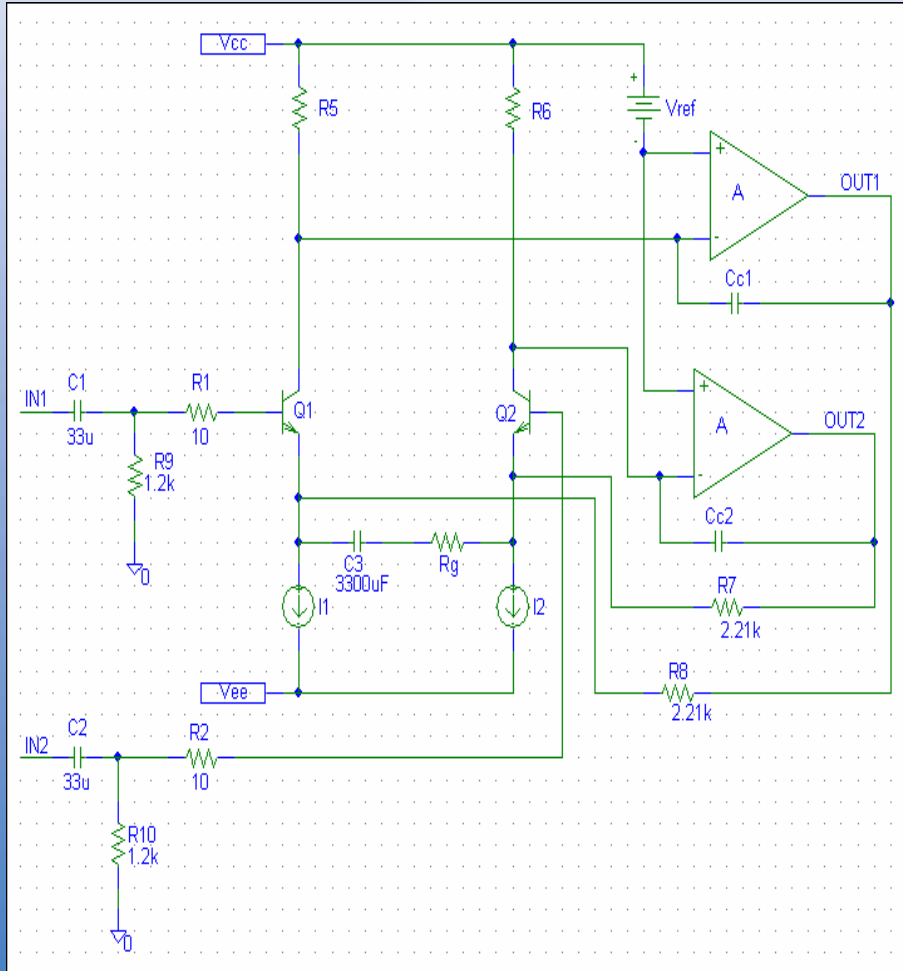 Vcc
R5
R6
+
Vref
-
+
A
OUT1
-
Cc1
C1
R1
IN1
Q1
Q2
+
A
OUT2
33u
10
R9
1.2k
-
Cc2
C3
3300uF
Rg
0
I1
I2
R7
2.21k
Vee
R8
2.21k
C2
R2
IN2
33u
10
R10
1.2k
0